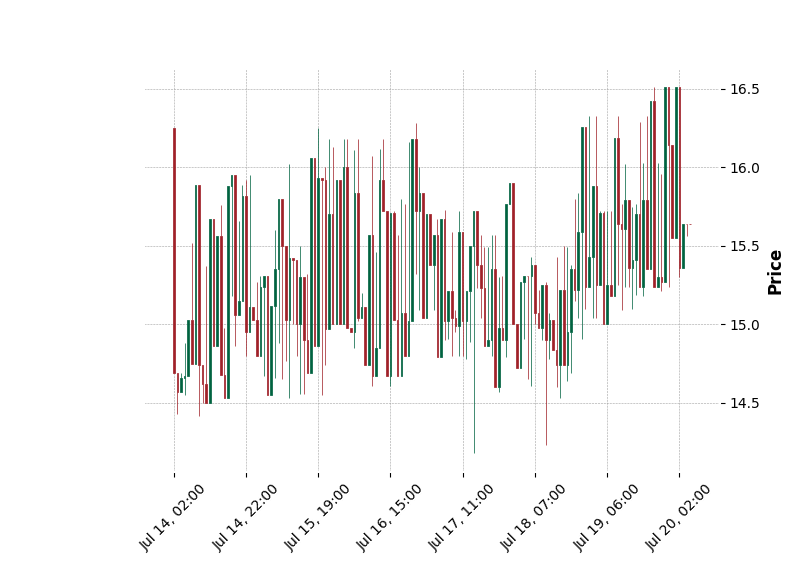 16.5
16.0
15.5
15.0
14.5
Price
Jul 14, 02:00
Jul 14, 22:00
Jul 15, 19:00
Jul 16, 15:00
Jul 17, 11:00
Jul 18, 07:00
Jul 19, 06:00
Jul 20, 02:00